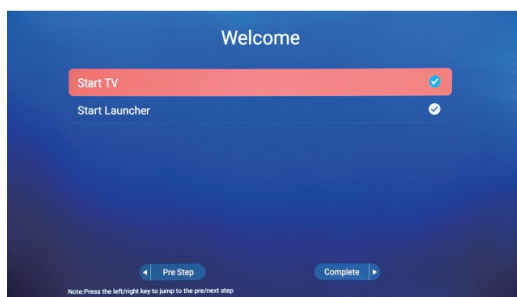 Welcome
Start TV
Start Launcher
Pre Step
Complete
Note:Press the left/right key to jump to the pre/next step